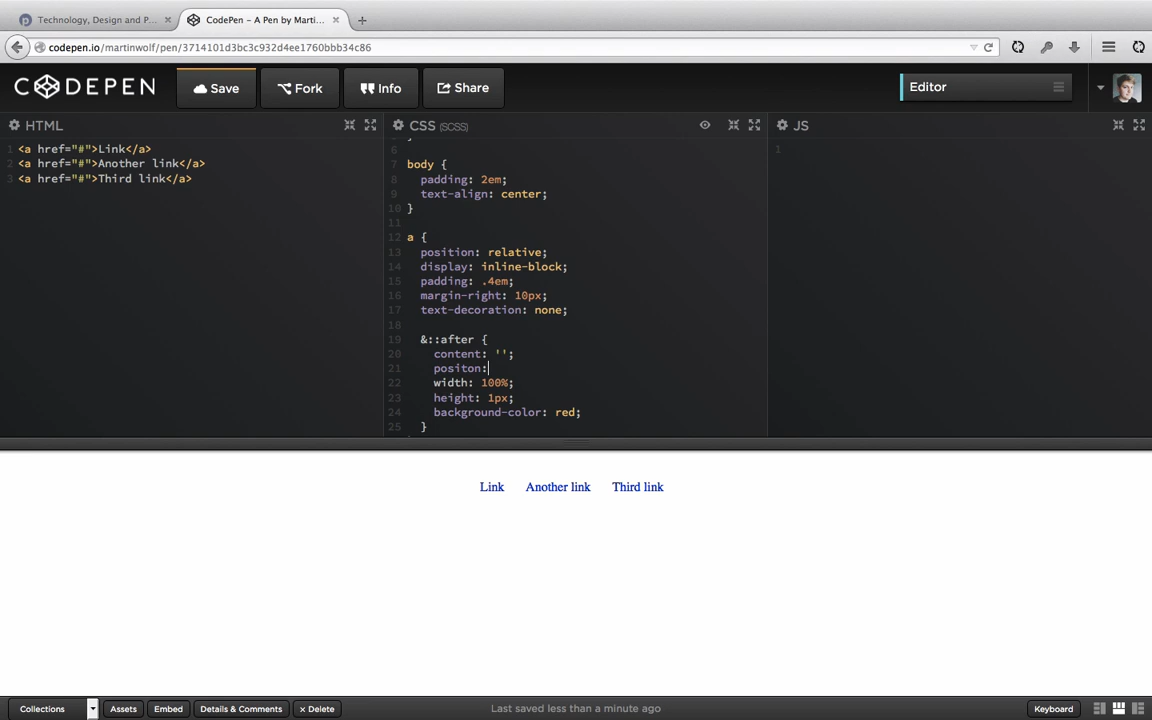 Technology, Design and P...
CodePen - A Pen by Marti...
codepen.io/martinwolf/pen/3714101d3bc3c932d4ee1760bbb34c86
CODEPEN
Save
Fork
Info
Share
Editor
HTML
CSS (SCSS)
JS
1 <a href="#">Link</a>
2 <a href="#">Another link</a>
3 <a href="#">Third link</a>
}
6
7 body {
8 padding: 2em;
9 text-align: center;
10 }
11
12 a {
13 position: relative;
14 display: inline-block;
15 padding: .4em;
16 margin-right: 10px;
17 text-decoration: none;
18
19 &::after {
20 content: '';
21 positon:
22 width: 100%;
23 height: 1px;
24 background-color: red;
25 }
1
Link Another link Third link
Collections
Assets
Embed
Details & Comments
× Delete
Last saved less than a minute ago
Keyboard